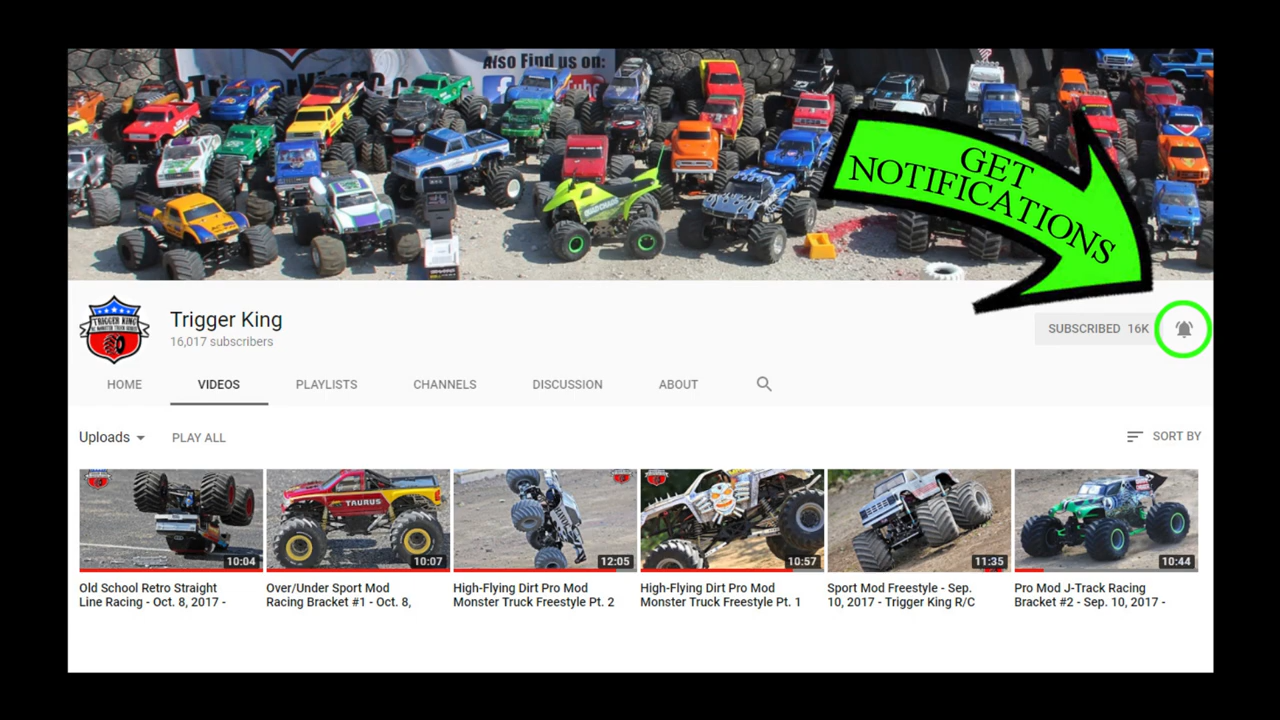 Also Find us on:
GET
NOTIFICATIONS
Trigger King
16,017 subscribers
SUBSCRIBED 16K
TRIGGER KING
HOME
VIDEOS
PLAYLISTS
CHANNELS
DISCUSSION
ABOUT
Uploads
PLAY ALL
SORT BY
TAURUS
10:04
10:07
12:05
10:57
11:35
10:44
Old School Retro Straight
Line Racing - Oct. 8, 2017 -
Over/Under Sport Mod
Racing Bracket #1 - Oct. 8,
High-Flying Dirt Pro Mod
Monster Truck Freestyle Pt. 2
High-Flying Dirt Pro Mod
Monster Truck Freestyle Pt. 1
Sport Mod Freestyle - Sep.
10, 2017 - Trigger King R/C
Pro Mod J-Track Racing
Bracket #2 - Sep. 10, 2017 -